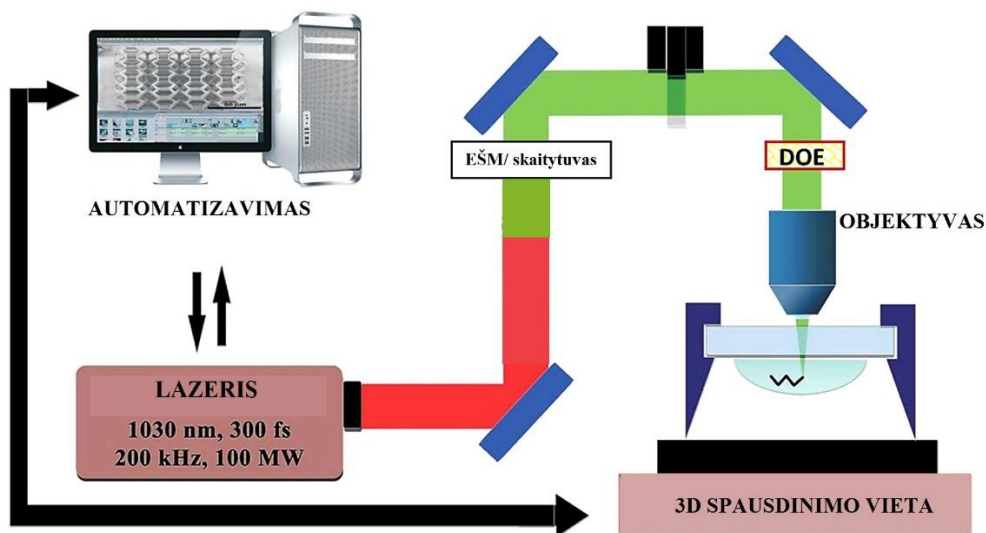 AUTOMATIZAVIMAS
LAZERIS
1030 nm, 300 fs
200 kHz, 100 MW
EŠM/ skaitytuvas
DOE
OBJEKTYVAS
3D SPAUSDINIMO VIETA